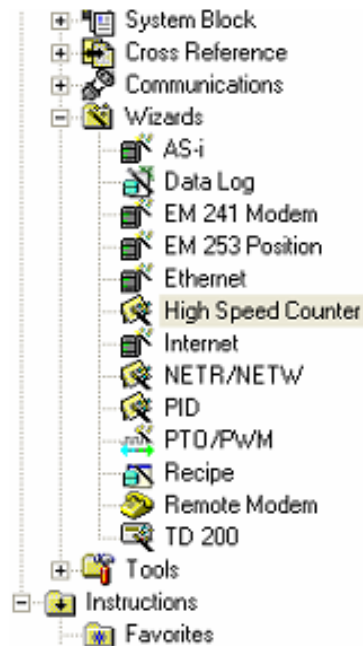 System Block
Cross Reference
Communications
Wizards
AS-i
Data Log
EM 241 Modem
EM 253 Position
Ethernet
High Speed Counter
Internet
NETR/NETW
PID
PTO/PWM
Recipe
Remote Modem
TD 200
Tools
Instructions
Favorites